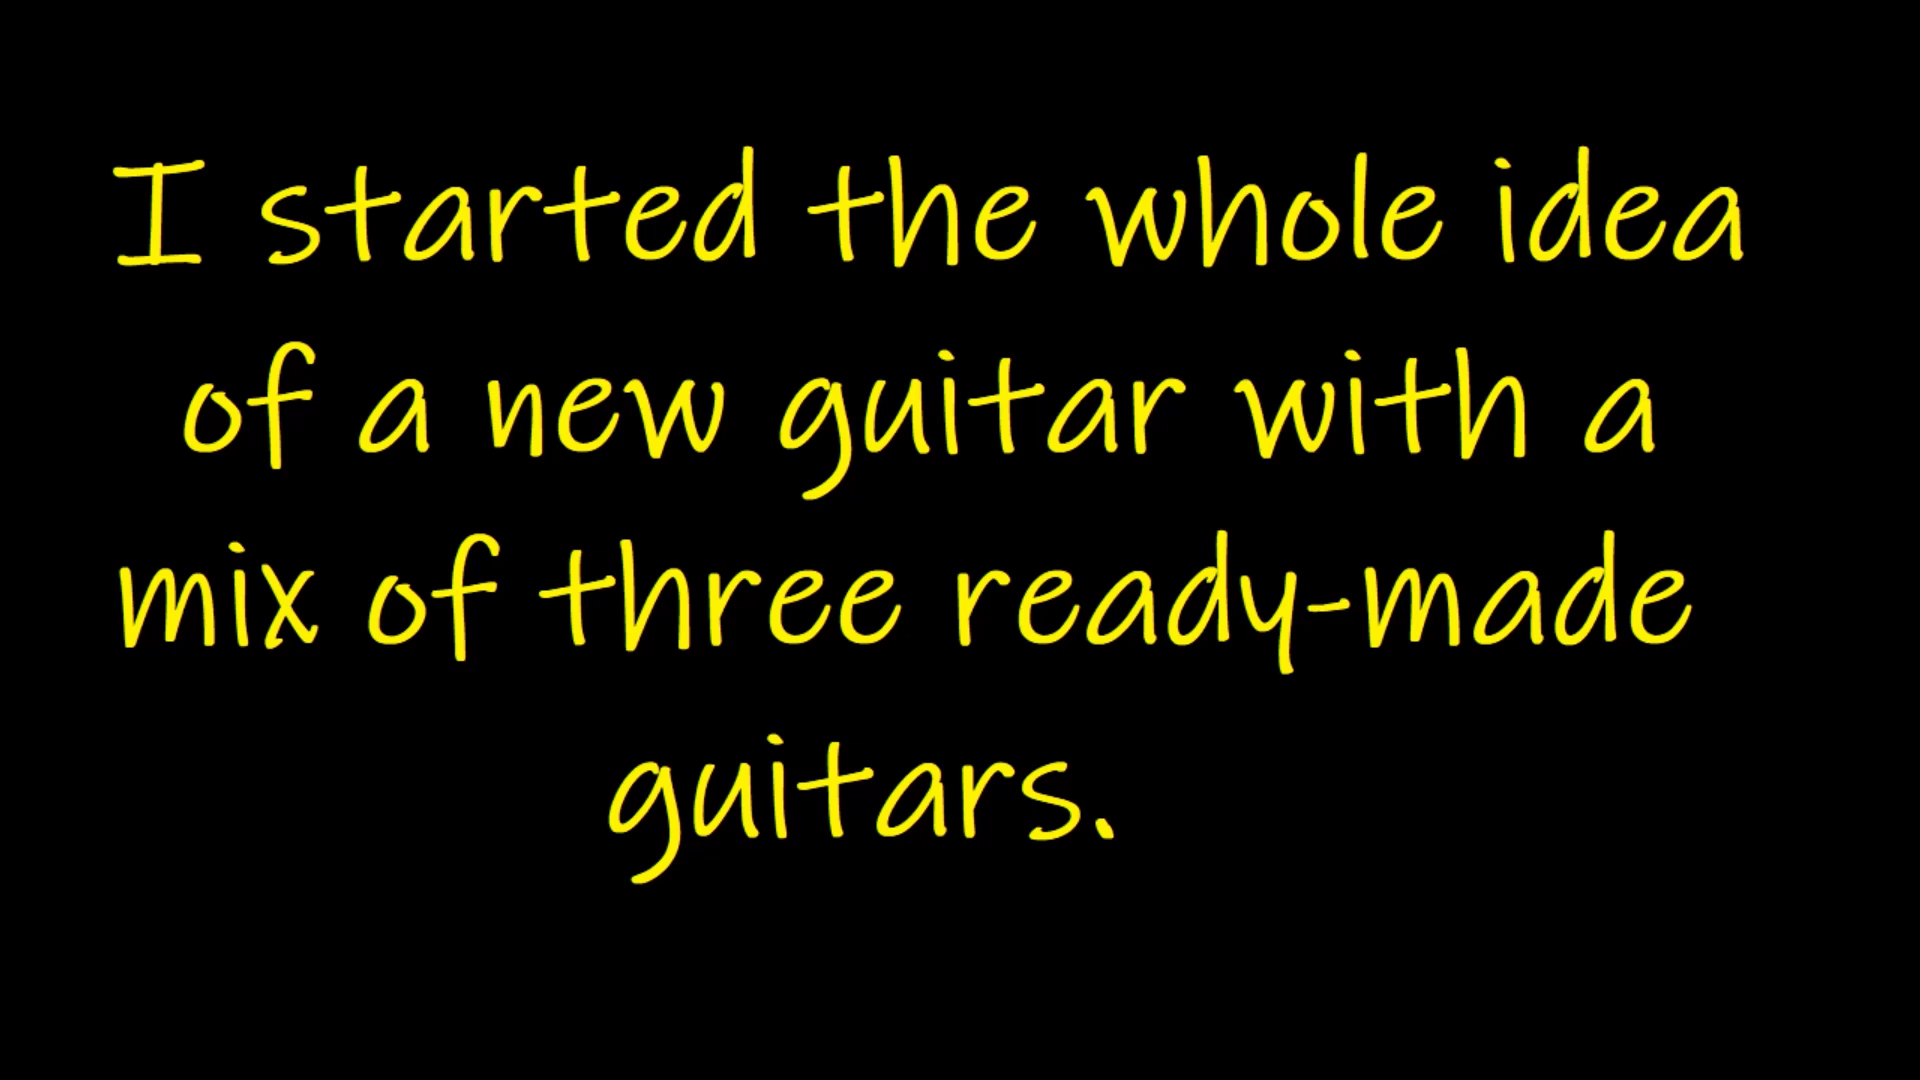 I started the whole idea
of a new guitar with a
mix of three ready-made
guitars.